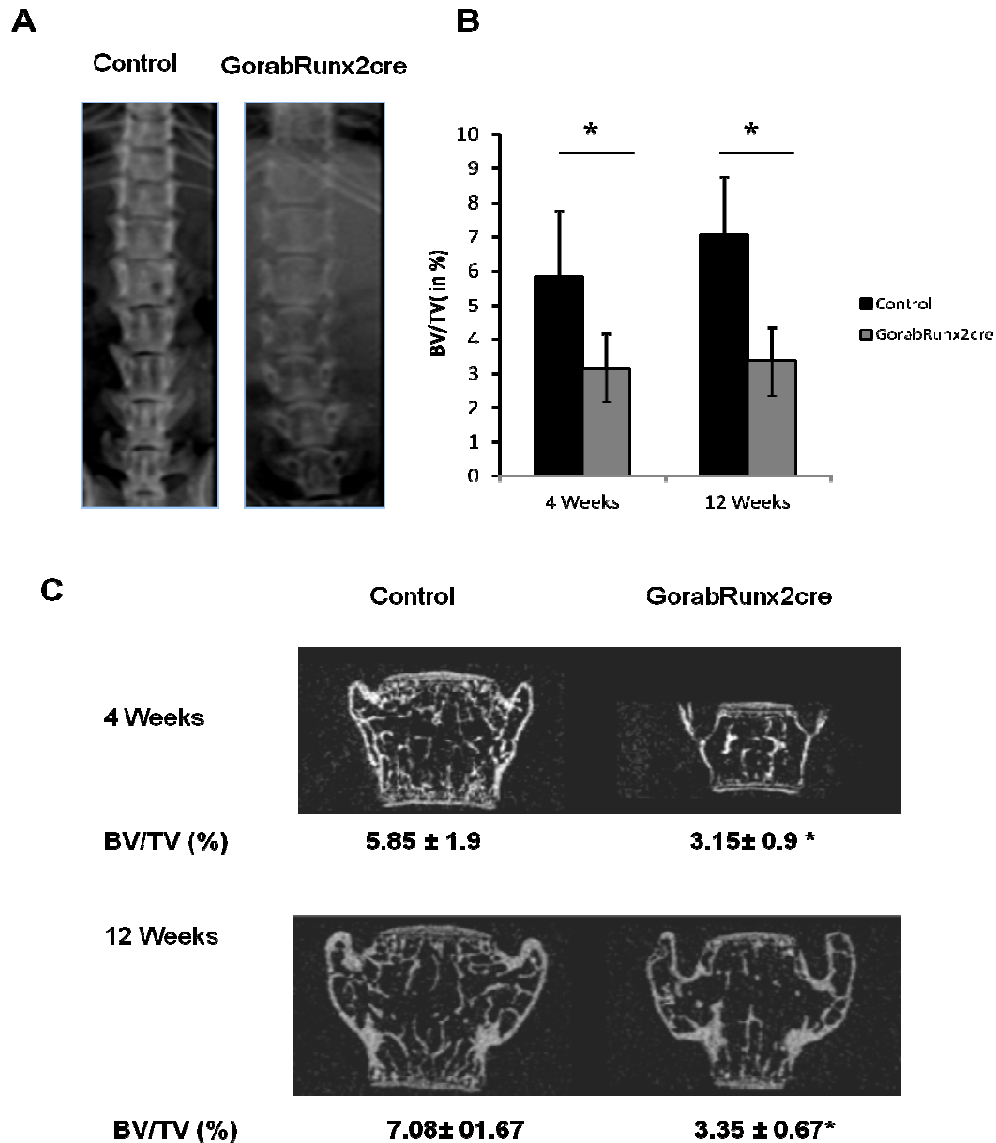 A
Control GorabRunx2cre
B
* *
10
9
8
7
6
5
4
3
2
1
0
BV/TV( in %)
4 Weeks 12 Weeks
Control
GorabRunx2cre
C
Control GorabRunx2cre
4 Weeks
BV/TV (%) 5.85 ± 1.9 3.15± 0.9 *
12 Weeks
BV/TV (%) 7.08± 01.67 3.35 ± 0.67*